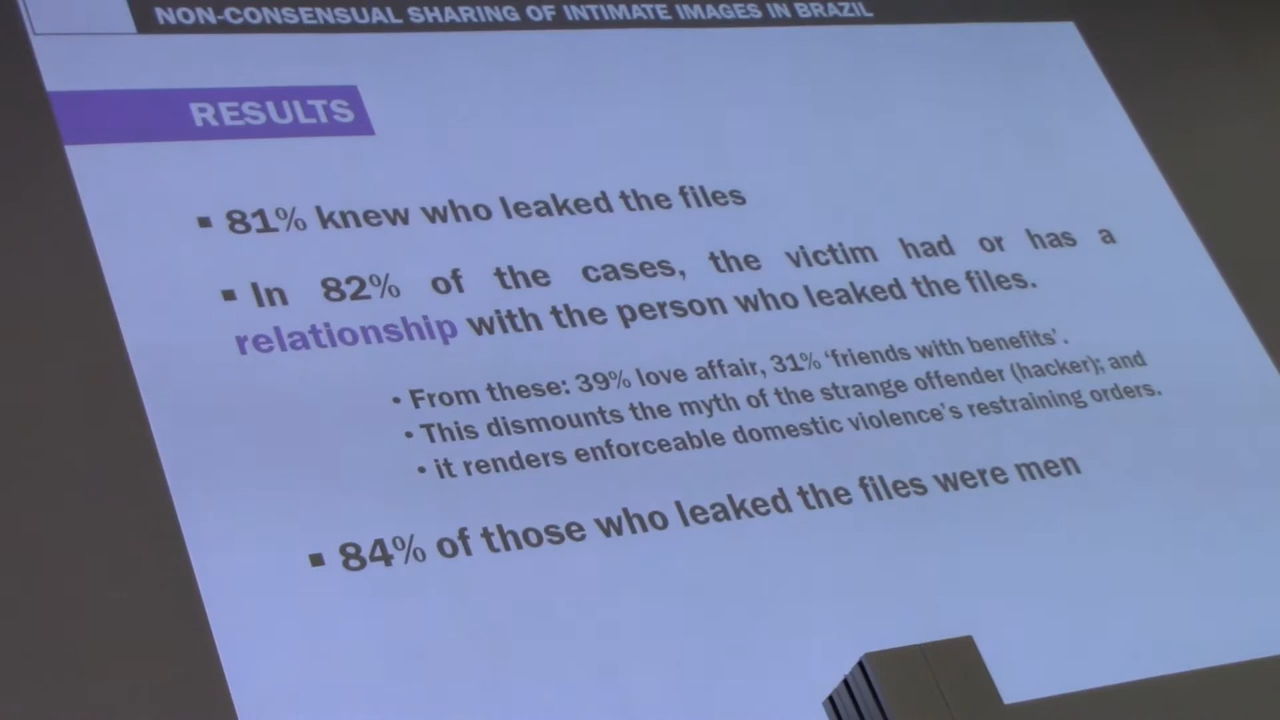 NON-CONSENSUAL SHARING OF INTIMATE IMAGES IN BRAZIL
RESULTS
▪ 81% knew who leaked the files
▪ In 82% of the cases, the victim had or has a
relationship with the person who leaked the files.
• From these: 39% love affair, 31% ‘friends with benefits’.
• This dismounts the myth of the strange offender (hacker); and
• it renders enforceable domestic violence’s restraining orders.
▪ 84% of those who leaked the files were men